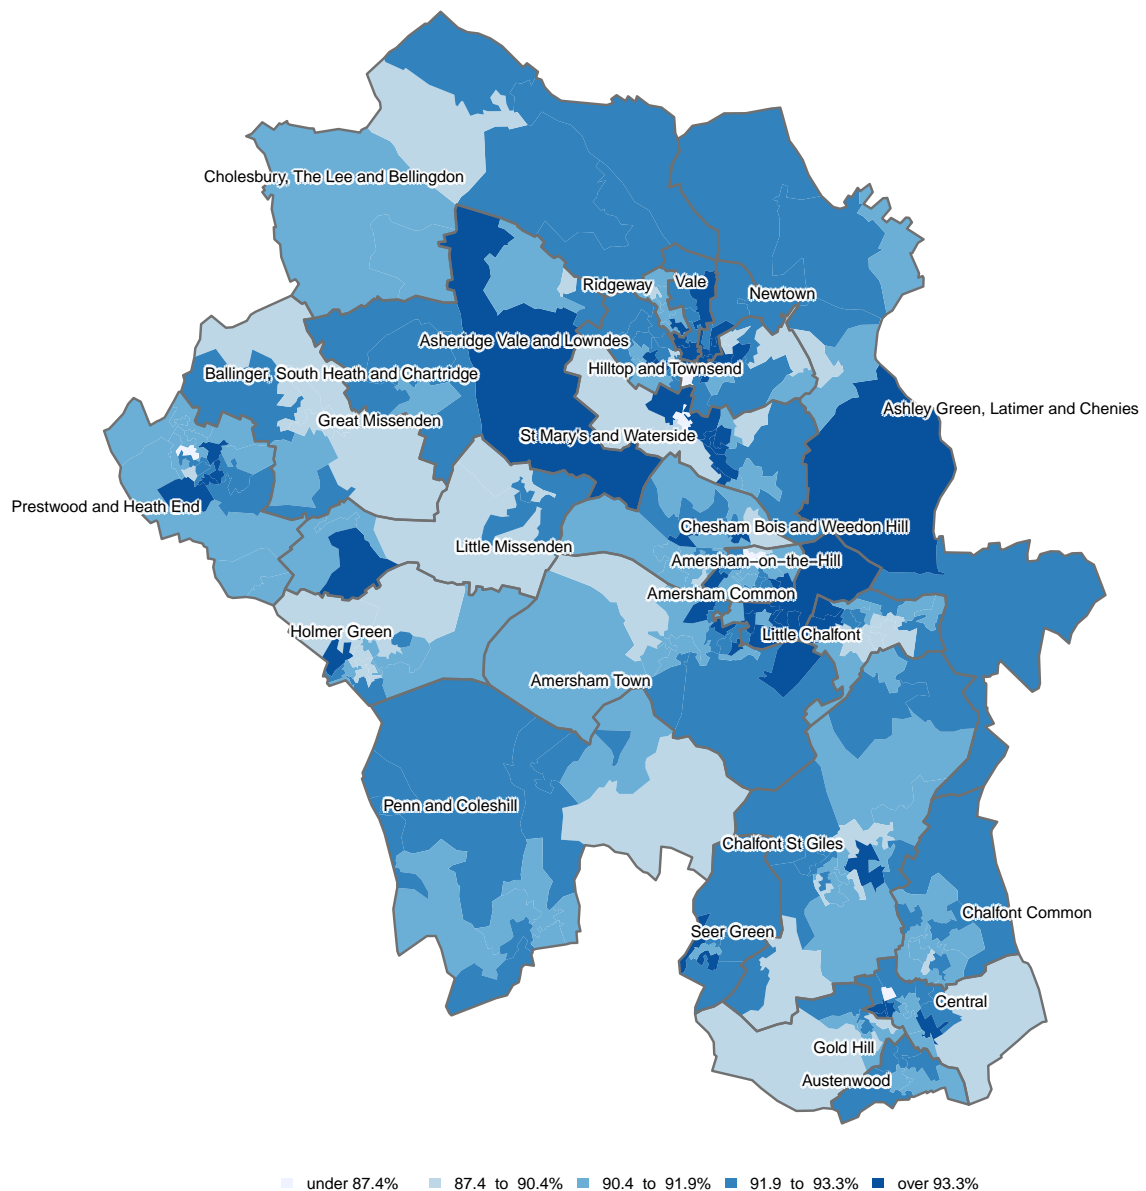 Cholesbury, The Lee and Bellingdon
Ridgeway
Vale
Newtown
Asheridge Vale and Lowndes
Hilltop and Townsend
Ballinger, South Heath and Chartridge
Ashley Green, Latimer and Chenies
Great Missenden
St Mary's and Waterside
Prestwood and Heath End
Chesham Bois and Weedon Hill
Little Missenden
Amersham−on−the−Hill
Amersham Common
Holmer Green
Little Chalfont
Amersham Town
Penn and Coleshill
Chalfont St Giles
Chalfont Common
Seer Green
Central
Gold Hill
Austenwood
under 87.4% 87.4 to 90.4% 90.4 to 91.9% 91.9 to 93.3% over 93.3%